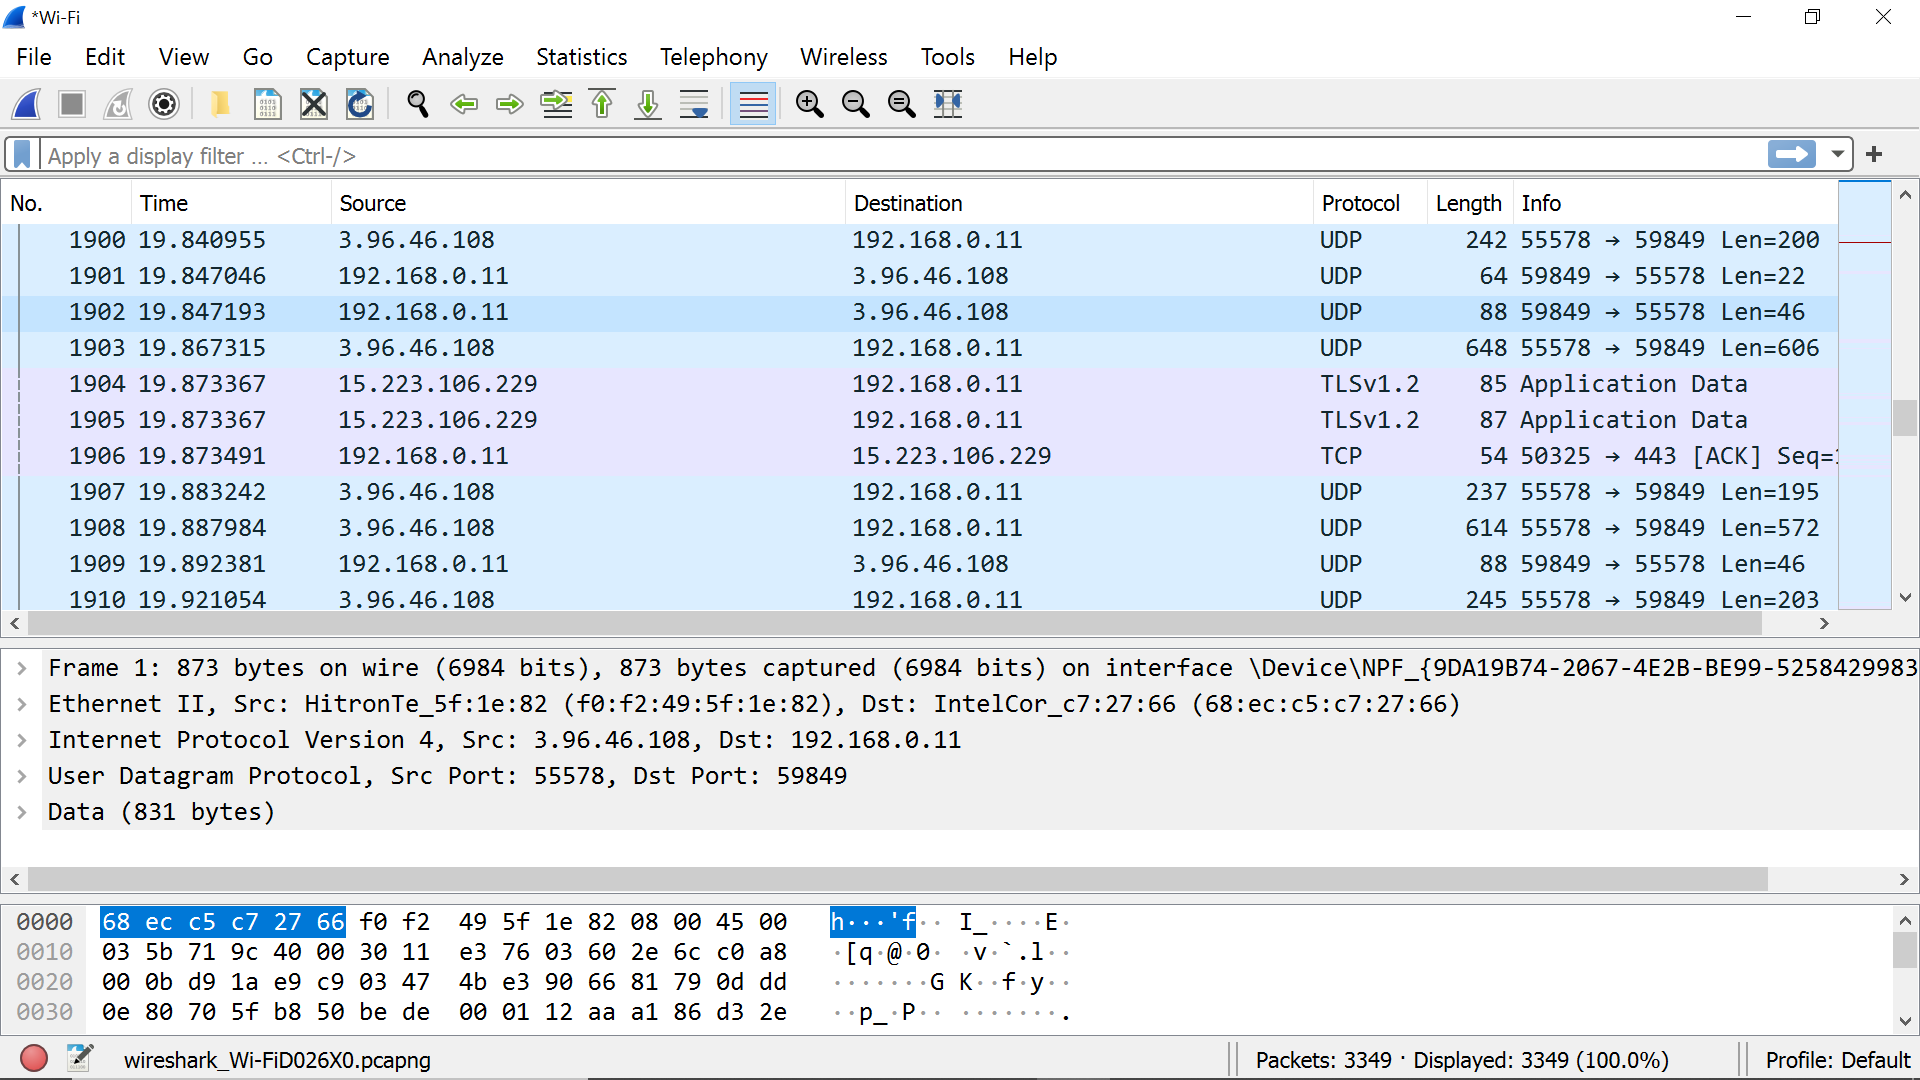 *Wi-Fi
File Edit View Go Capture Analyze Statistics Telephony Wireless Tools Help
Apply a display filter ... <Ctrl-/>
No. Time Source Destination Protocol Length Info
1900 19.840955 3.96.46.108 192.168.0.11 UDP 242 55578 → 59849 Len=200
1901 19.847046 192.168.0.11 3.96.46.108 UDP 64 59849 → 55578 Len=22
1902 19.847193 192.168.0.11 3.96.46.108 UDP 88 59849 → 55578 Len=46
1903 19.867315 3.96.46.108 192.168.0.11 UDP 648 55578 → 59849 Len=606
1904 19.873367 15.223.106.229 192.168.0.11 TLSv1.2 85 Application Data
1905 19.873367 15.223.106.229 192.168.0.11 TLSv1.2 87 Application Data
1906 19.873491 192.168.0.11 15.223.106.229 TCP 54 50325 → 443 [ACK] Seq=
1907 19.883242 3.96.46.108 192.168.0.11 UDP 237 55578 → 59849 Len=195
1908 19.887984 3.96.46.108 192.168.0.11 UDP 614 55578 → 59849 Len=572
1909 19.892381 192.168.0.11 3.96.46.108 UDP 88 59849 → 55578 Len=46
1910 19.921054 3.96.46.108 192.168.0.11 UDP 245 55578 → 59849 Len=203
Frame 1: 873 bytes on wire (6984 bits), 873 bytes captured (6984 bits) on interface \Device\NPF_{9DA19B74-2067-4E2B-BE99-5258429983
Ethernet II, Src: HitronTe_5f:1e:82 (f0:f2:49:5f:1e:82), Dst: IntelCor_c7:27:66 (68:ec:c5:c7:27:66)
Internet Protocol Version 4, Src: 3.96.46.108, Dst: 192.168.0.11
User Datagram Protocol, Src Port: 55578, Dst Port: 59849
Data (831 bytes)
0000 68 ec c5 c7 27 66 f0 f2 49 5f 1e 82 08 00 45 00 h···'f·· I_····E·
0010 03 5b 71 9c 40 00 30 11 e3 76 03 60 2e 6c c0 a8 ·[q·@·0· ·v·`.l··
0020 00 0b d9 1a e9 c9 03 47 4b e3 90 66 81 79 0d dd ·······G K··f·y··
0030 0e 80 70 5f b8 50 be de 00 01 12 aa a1 86 d3 2e ··p_·P·· ·······.
wireshark_Wi-FiD026X0.pcapng Packets: 3349 · Displayed: 3349 (100.0%) Profile: Default